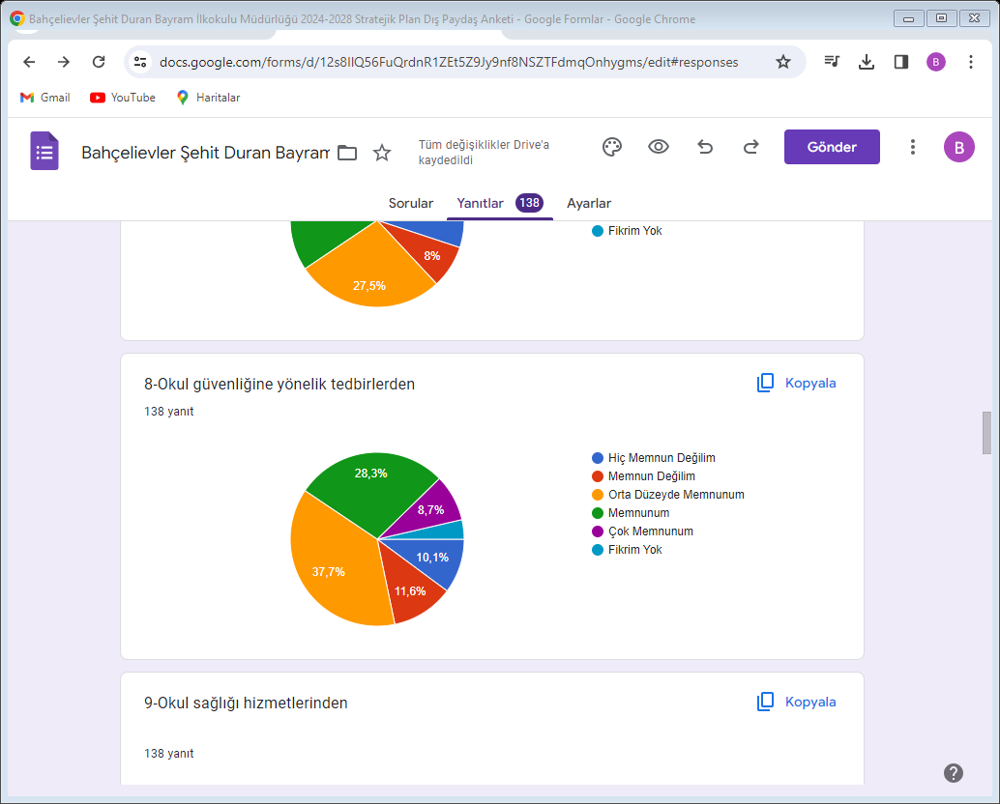 Bahçelievler Şehit Duran Bayram İlkokulu Müdürlüğü 2024-2028 Stratejik Plan Dış Paydaş Anketi - Google Formlar - Google Chrome
docs.google.com/forms/d/12s8IlQ56FuQrdnR1ZEt5Z9Jy9nf8NSZTFdmqOnhygms/edit#responses
B
Gmail
YouTube
Haritalar
Bahçelievler Şehit Duran Bayram
Tüm değişiklikler Drive'a
kaydedildi
Gönder
B
Sorular
Yanıtlar
138
Ayarlar
8%
27,5%
Fikrim Yok
8-Okul güvenliğine yönelik tedbirlerden
Kopyala
138 yanıt
28,3%
8,7%
10,1%
11,6%
37,7%
Hiç Memnun Değilim
Memnun Değilim
Orta Düzeyde Memnunum
Memnunum
Çok Memnunum
Fikrim Yok
9-Okul sağlığı hizmetlerinden
Kopyala
138 yanıt
?